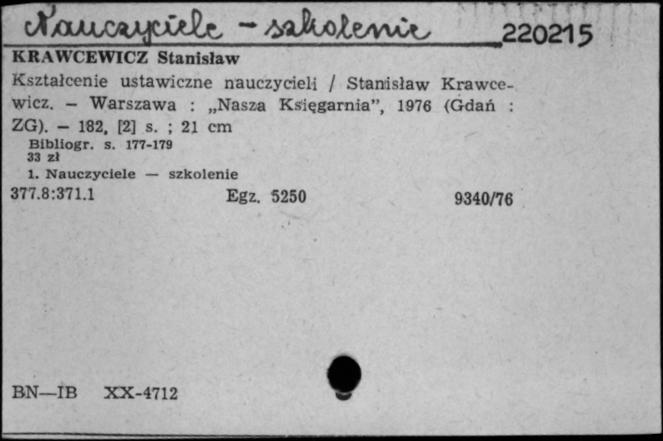 Nauczyciele - szkolenie
220215
KRAWCEWICZ Stanisław
Kształcenie ustawiczne nauczycieli / Stanisław Krawce-
wicz. — Warszawa : „Nasza Księgarnia”, 1976 (Gdań :
ZG). — 182, [2] s. ; 21 cm
Bibliogr. s. 177-179
33 zł
1. Nauczyciele — szkolenie
377.8:371.1 Egz. 5250 9340/76
BN—IB XX-4712